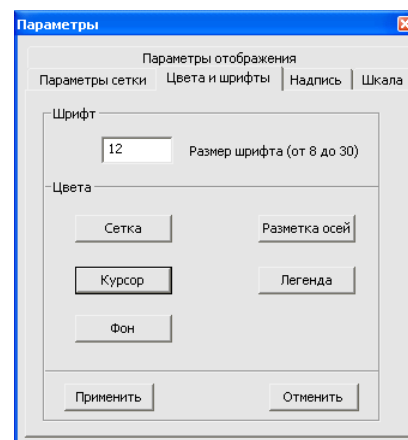 Параметры
Параметры отображения
Параметры сетки Цвета и шрифты Надпись Шкала
Шрифт
12 Размер шрифта (от 8 до 30)
Цвета
Сетка Разметка осей
Курсор Легенда
Фон
Применить Отменить